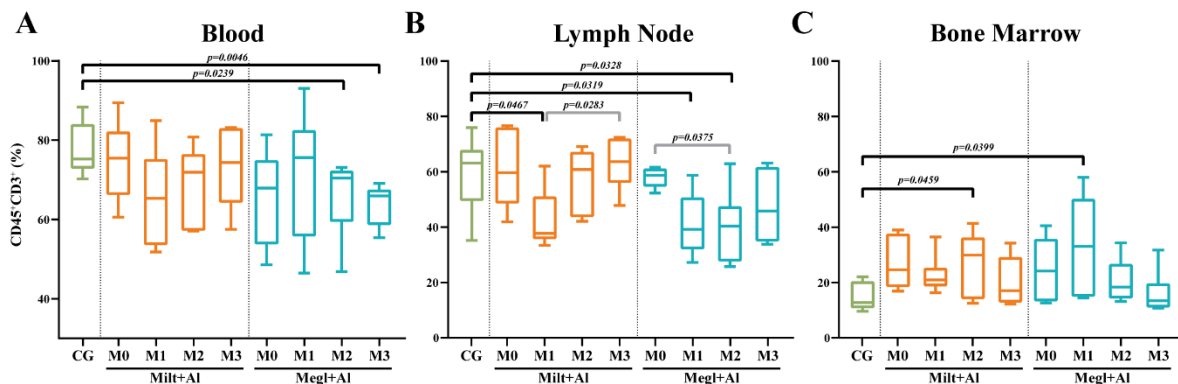 A
Blood
CD45⁺CD3⁺ (%)
100
80
60
40
p=0.0046
p=0.0239
CG
M0
M1
M2
M3
M0
M1
M2
M3
Milt+Al
Megl+Al
B
Lymph Node
100
80
60
40
20
0
p=0.0328
p=0.0319
p=0.0467
p=0.0283
p=0.0375
CG
M0
M1
M2
M3
M0
M1
M2
M3
Milt+Al
Megl+Al
C
Bone Marrow
100
80
60
40
20
0
p=0.0399
p=0.0459
CG
M0
M1
M2
M3
M0
M1
M2
M3
Milt+Al
Megl+Al